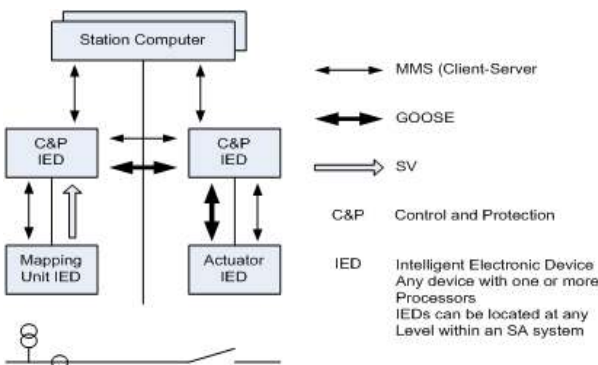 Station Computer
MMS (Client-Server
C&P
IED
C&P
IED
GOOSE
SV
C&P Control and Protection
Mapping
Unit IED
Actuator
IED
IED Intelligent Electronic Device
Any device with one or more
Processors
IEDs can be located at any
Level within an SA system